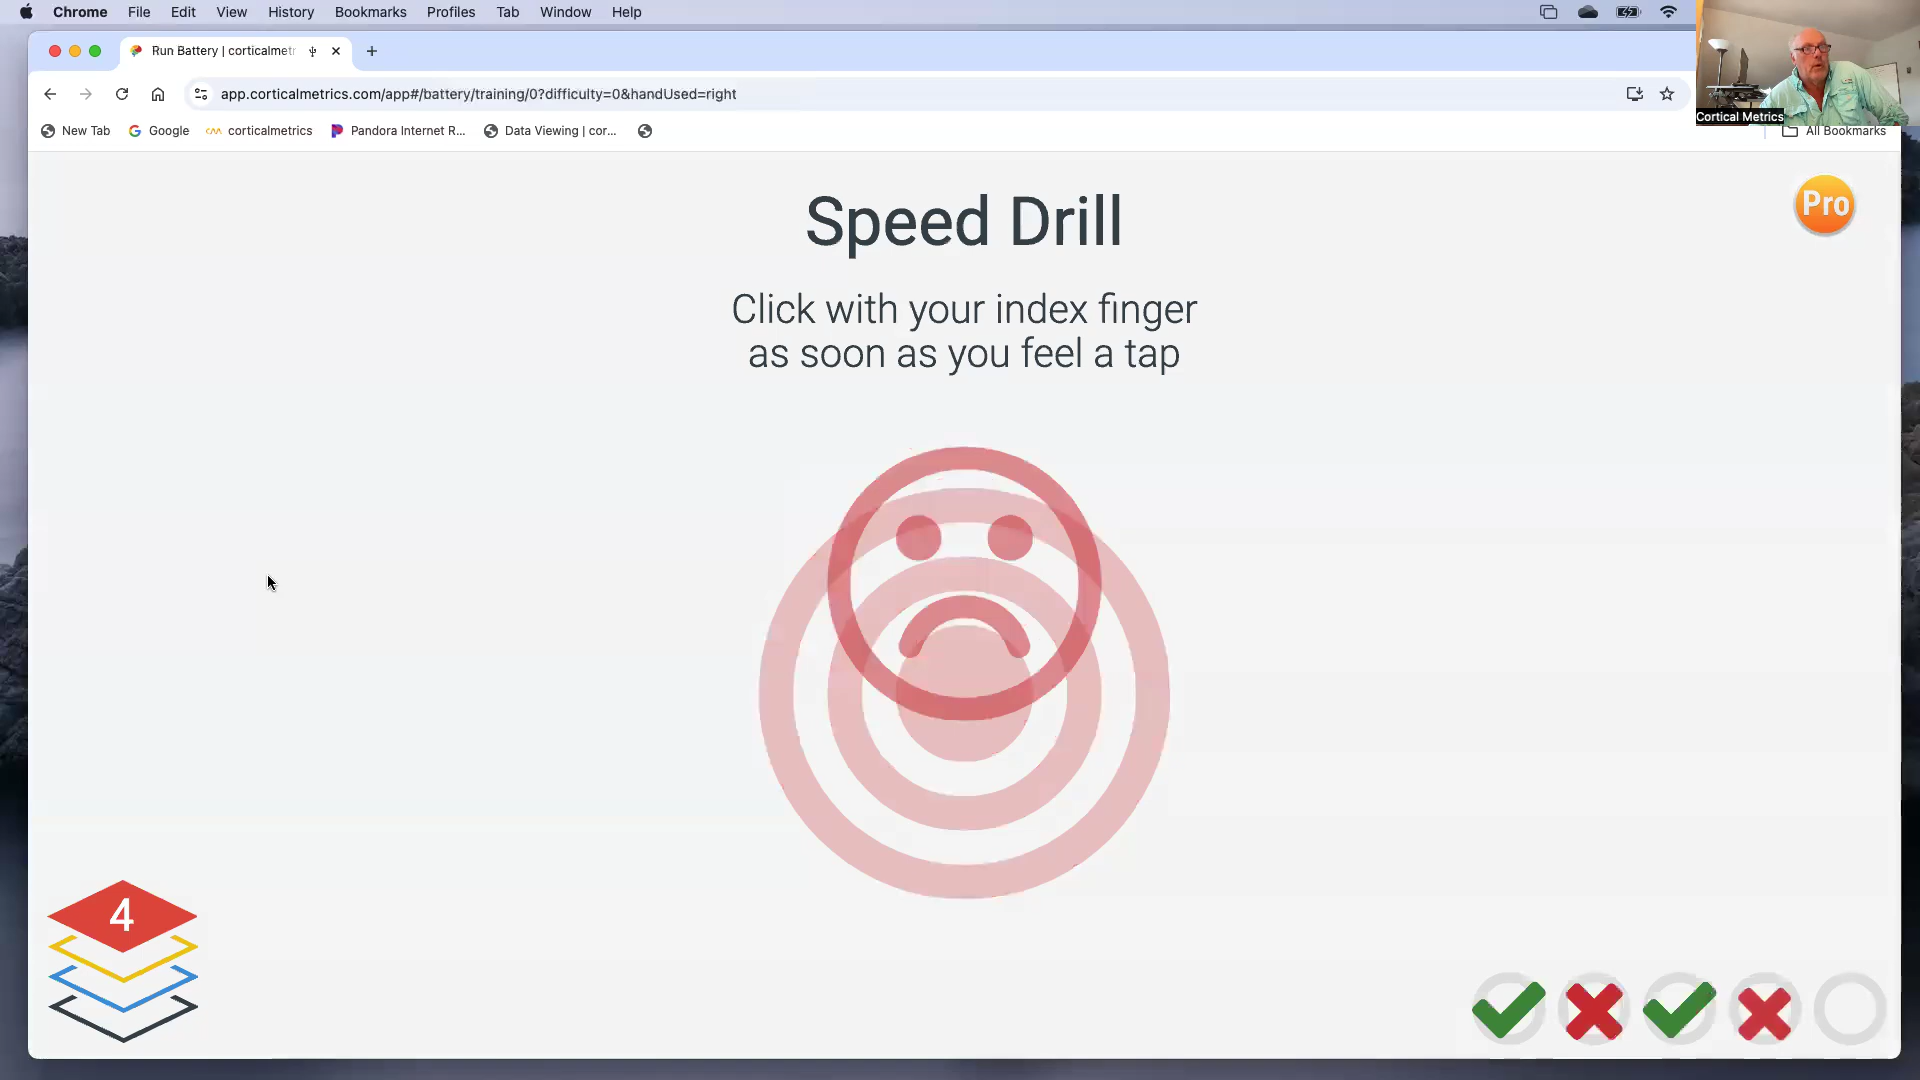 Chrome File Edit View History Bookmarks Profiles Tab Window Help
Run Battery | corticalmetr
app.corticalmetrics.com/app#/battery/training/0?difficulty=0&handUsed=right
New Tab Google corticalmetrics Pandora Internet R... Data Viewing | cor... All Bookmarks
Cortical Metrics
Speed Drill
Pro
Click with your index finger
as soon as you feel a tap
4